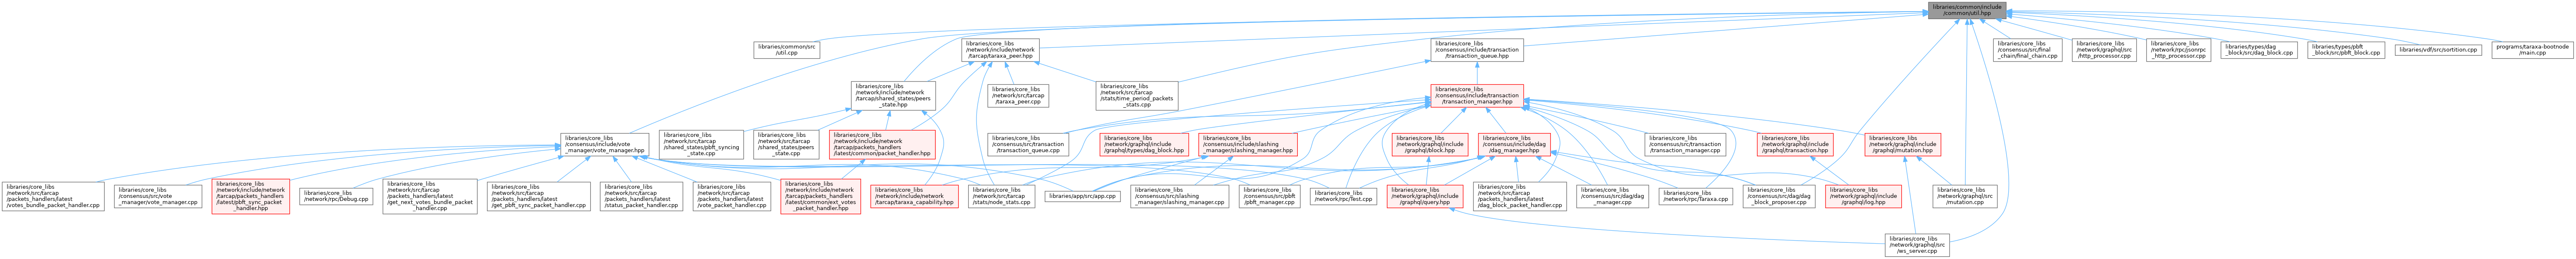 libraries/common/include
/common/util.hpp
libraries/common/src
/util.cpp
libraries/core_libs
/network/include/network
/tarcap/taraxa_peer.hpp
libraries/core_libs
/consensus/include/transaction
/transaction_queue.hpp
libraries/core_libs
/consensus/src/final
_chain/final_chain.cpp
libraries/core_libs
/network/graphql/src
/http_processor.cpp
libraries/core_libs
/network/rpc/jsonrpc
_http_processor.cpp
libraries/types/dag
_block/src/dag_block.cpp
libraries/types/pbft
_block/src/pbft_block.cpp
libraries/vdf/src/sortition.cpp
programs/taraxa-bootnode
/main.cpp
libraries/core_libs
/network/include/network
/tarcap/shared_states/peers
_state.hpp
libraries/core_libs
/network/src/tarcap
/taraxa_peer.cpp
libraries/core_libs
/network/src/tarcap
/stats/time_period_packets
_stats.cpp
libraries/core_libs
/consensus/include/transaction
/transaction_manager.hpp
libraries/core_libs
/consensus/include/vote
_manager/vote_manager.hpp
libraries/core_libs
/network/src/tarcap
/shared_states/pbft_syncing
_state.cpp
libraries/core_libs
/network/src/tarcap
/shared_states/peers
_state.cpp
libraries/core_libs
/network/include/network
/tarcap/packets_handlers
/latest/common/packet_handler.hpp
libraries/core_libs
/consensus/src/transaction
/transaction_queue.cpp
libraries/core_libs
/network/graphql/include
/graphql/types/dag_block.hpp
libraries/core_libs
/consensus/include/slashing
_manager/slashing_manager.hpp
libraries/core_libs
/network/graphql/include
/graphql/block.hpp
libraries/core_libs
/consensus/include/dag
/dag_manager.hpp
libraries/core_libs
/consensus/src/transaction
/transaction_manager.cpp
libraries/core_libs
/network/graphql/include
/graphql/transaction.hpp
libraries/core_libs
/network/graphql/include
/graphql/mutation.hpp
libraries/core_libs
/network/src/tarcap
/packets_handlers/latest
/votes_bundle_packet_handler.cpp
libraries/core_libs
/consensus/src/vote
_manager/vote_manager.cpp
libraries/core_libs
/network/include/network
/tarcap/packets_handlers
/latest/pbft_sync_packet
_handler.hpp
libraries/core_libs
/network/rpc/Debug.cpp
libraries/core_libs
/network/src/tarcap
/packets_handlers/latest
/get_next_votes_bundle_packet
_handler.cpp
libraries/core_libs
/network/src/tarcap
/packets_handlers/latest
/get_pbft_sync_packet_handler.cpp
libraries/core_libs
/network/src/tarcap
/packets_handlers/latest
/status_packet_handler.cpp
libraries/core_libs
/network/src/tarcap
/packets_handlers/latest
/vote_packet_handler.cpp
libraries/core_libs
/network/include/network
/tarcap/packets_handlers
/latest/common/ext_votes
_packet_handler.hpp
libraries/core_libs
/network/include/network
/tarcap/taraxa_capability.hpp
libraries/core_libs
/network/src/tarcap
/stats/node_stats.cpp
libraries/app/src/app.cpp
libraries/core_libs
/consensus/src/slashing
_manager/slashing_manager.cpp
libraries/core_libs
/consensus/src/pbft
/pbft_manager.cpp
libraries/core_libs
/network/rpc/Test.cpp
libraries/core_libs
/network/graphql/include
/graphql/query.hpp
libraries/core_libs
/network/src/tarcap
/packets_handlers/latest
/dag_block_packet_handler.cpp
libraries/core_libs
/consensus/src/dag/dag
_manager.cpp
libraries/core_libs
/network/rpc/Taraxa.cpp
libraries/core_libs
/consensus/src/dag/dag
_block_proposer.cpp
libraries/core_libs
/network/graphql/include
/graphql/log.hpp
libraries/core_libs
/network/graphql/src
/mutation.cpp
libraries/core_libs
/network/graphql/src
/ws_server.cpp